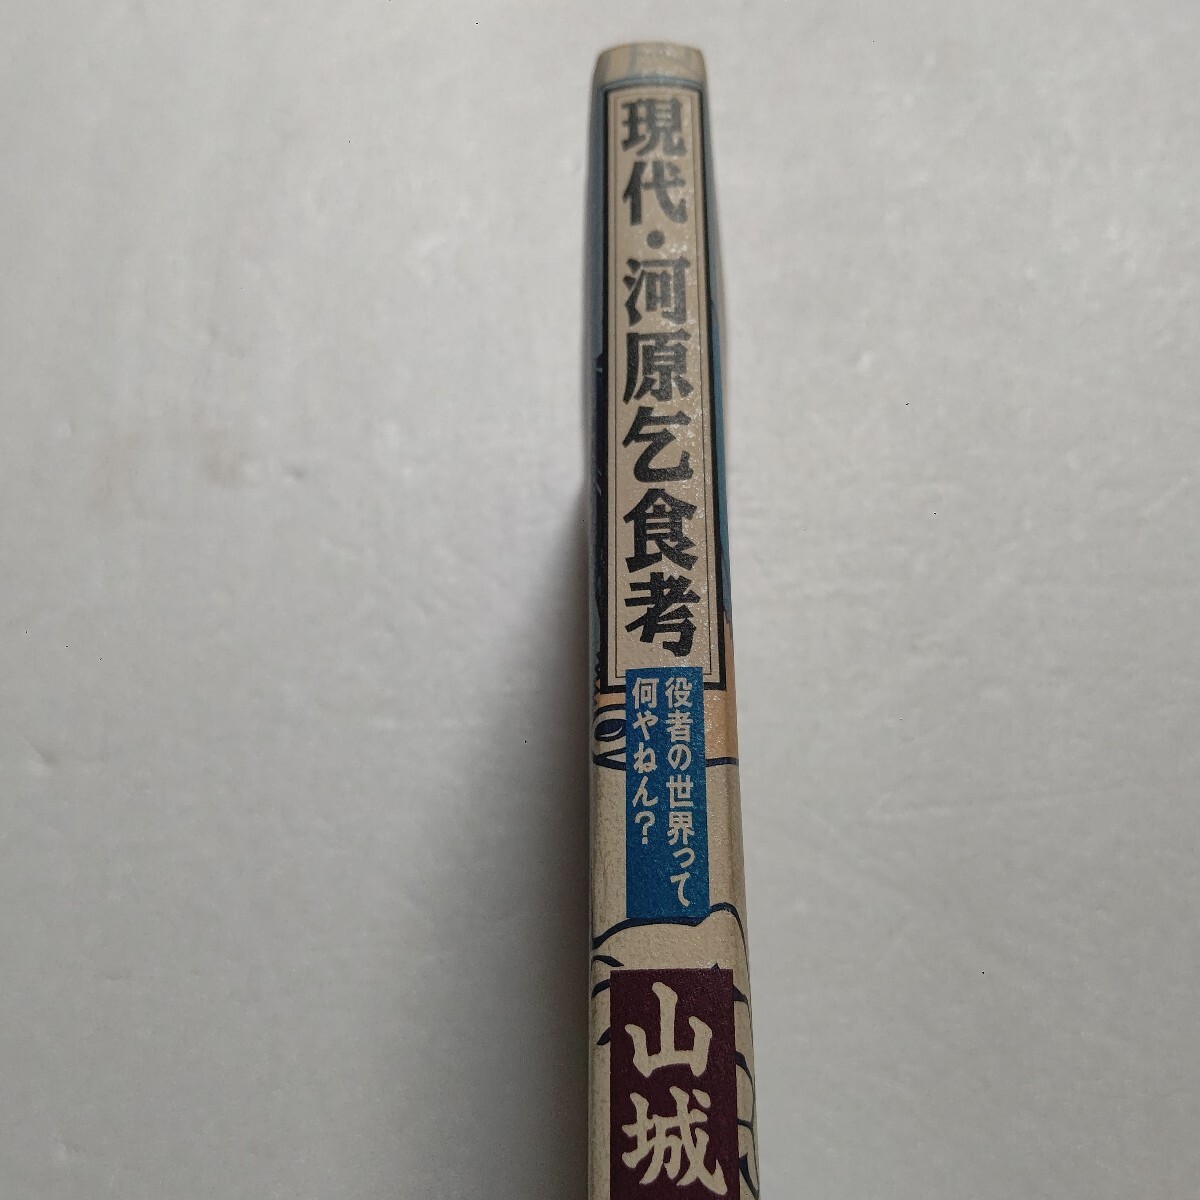 現代・河原乞食考
役者の世界って
何やねん?
山城